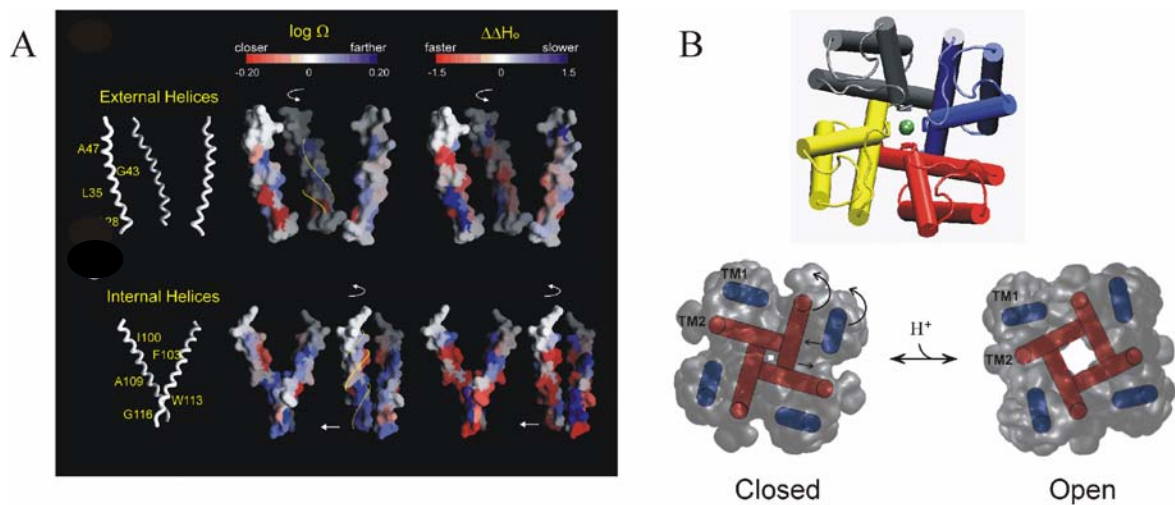 A
log Ω
ΔΔHo
closer
farther
faster
slower
-0.20
0
0.20
-1.5
0
1.5
External Helices
A47
G43
L35
Internal Helices
I100
F103
A109
W113
G116
B
TM1
TM2
H+
TM1
TM2
Closed
Open